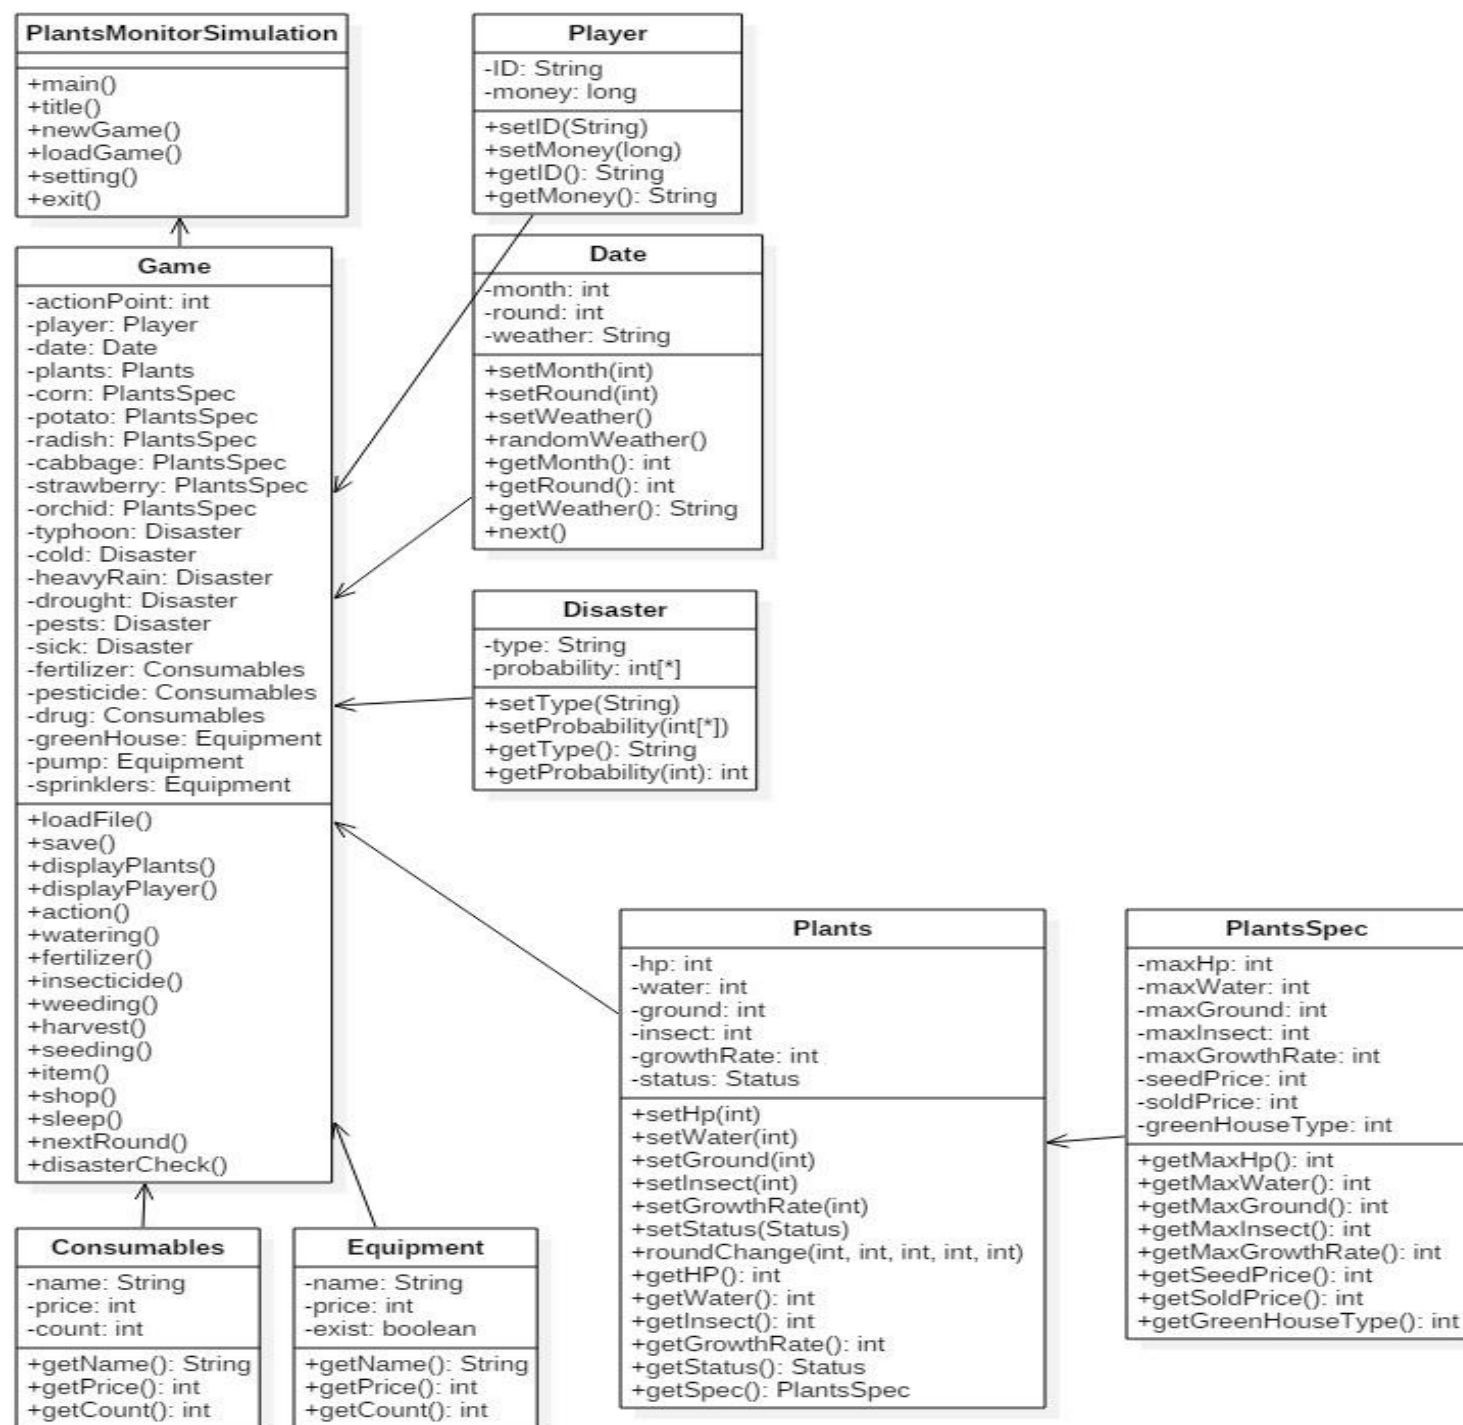 PlantsMonitorSimulation
+main()
+title()
+newGame()
+loadGame()
+setting()
+exit()
Player
-ID: String
-money: long
+setID(String)
+setMoney(long)
+getID(): String
+getMoney(): String
Game
-actionPoint: int
-player: Player
-date: Date
-plants: Plants
-corn: PlantsSpec
-potato: PlantsSpec
-radish: PlantsSpec
-cabbage: PlantsSpec
-strawberry: PlantsSpec
-orchid: PlantsSpec
-typhoon: Disaster
-cold: Disaster
-heavyRain: Disaster
-drought: Disaster
-pests: Disaster
-sick: Disaster
-fertilizer: Consumables
-pesticide: Consumables
-drug: Consumables
-greenHouse: Equipment
-pump: Equipment
-sprinklers: Equipment
+loadFile()
+save()
+displayPlants()
+displayPlayer()
+action()
+watering()
+fertilizer()
+insecticide()
+weeding()
+harvest()
+seeding()
+item()
+shop()
+sleep()
+nextRound()
+disasterCheck()
Date
-month: int
-round: int
-weather: String
+setMonth(int)
+setRound(int)
+setWeather()
+randomWeather()
+getMonth(): int
+getRound(): int
+getWeather(): String
+next()
Disaster
-type: String
-probability: int[*]
+setType(String)
+setProbability(int[*])
+getType(): String
+getProbability(int): int
Plants
-hp: int
-water: int
-ground: int
-insect: int
-growthRate: int
-status: Status
+setHp(int)
+setWater(int)
+setGround(int)
+setInsect(int)
+setGrowthRate(int)
+setStatus(Status)
+roundChange(int, int, int, int, int)
+getHP(): int
+getWater(): int
+getInsect(): int
+getGrowthRate(): int
+getStatus(): Status
+getSpec(): PlantsSpec
PlantsSpec
-maxHp: int
-maxWater: int
-maxGround: int
-maxInsect: int
-maxGrowthRate: int
-seedPrice: int
-soldPrice: int
-greenHouseType: int
+getMaxHp(): int
+getMaxWater(): int
+getMaxGround(): int
+getMaxInsect(): int
+getMaxGrowthRate(): int
+getSeedPrice(): int
+getSoldPrice(): int
+getGreenHouseType(): int
Consumables
-name: String
-price: int
-count: int
+getName(): String
+getPrice(): int
+getCount(): int
Equipment
-name: String
-price: int
-exist: boolean
+getName(): String
+getPrice(): int
+getCount(): int